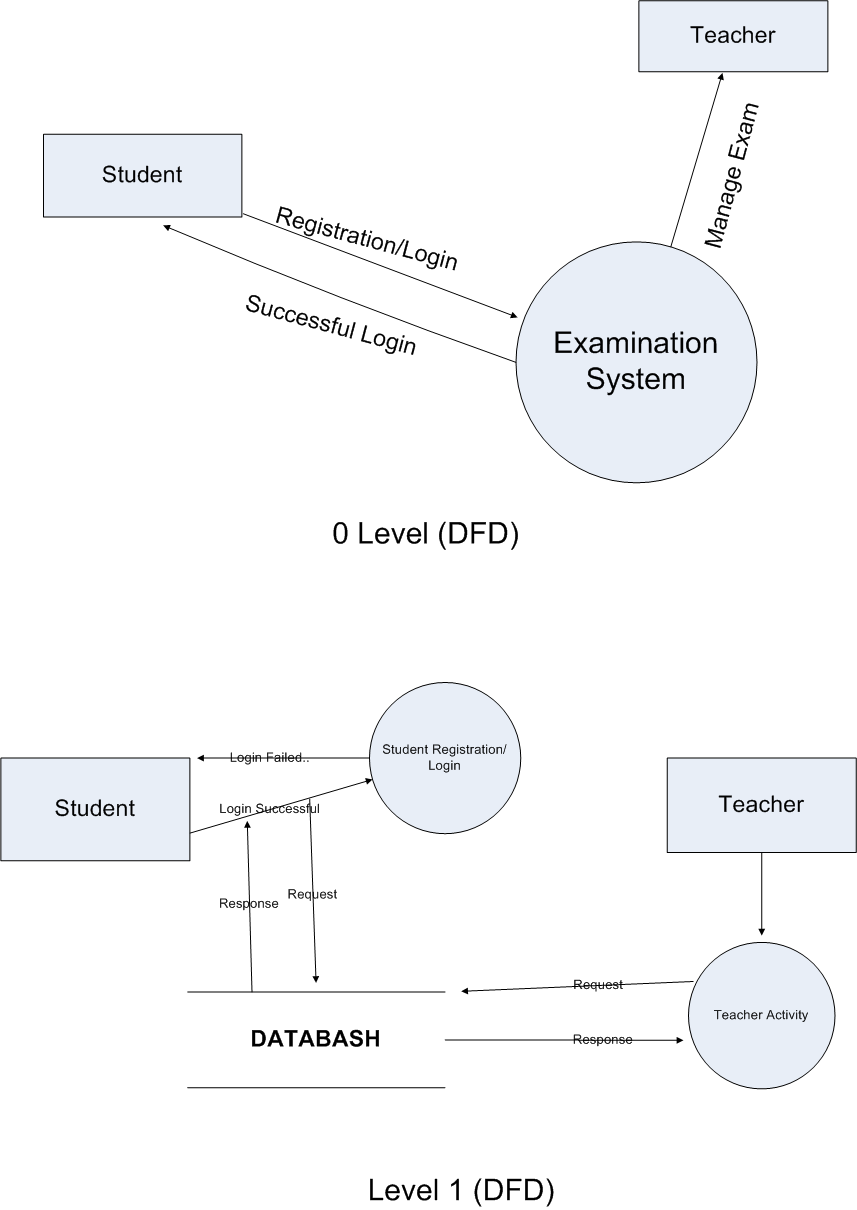 Teacher
Student
Manage Exam
Registration/Login
Successful Login
Examination
System
0 Level (DFD)
Student Registration/
Login
Login Failed..
Student
Login Successful
Teacher
Response
Request
Request
Teacher Activity
DATABASH
Response
Level 1 (DFD)